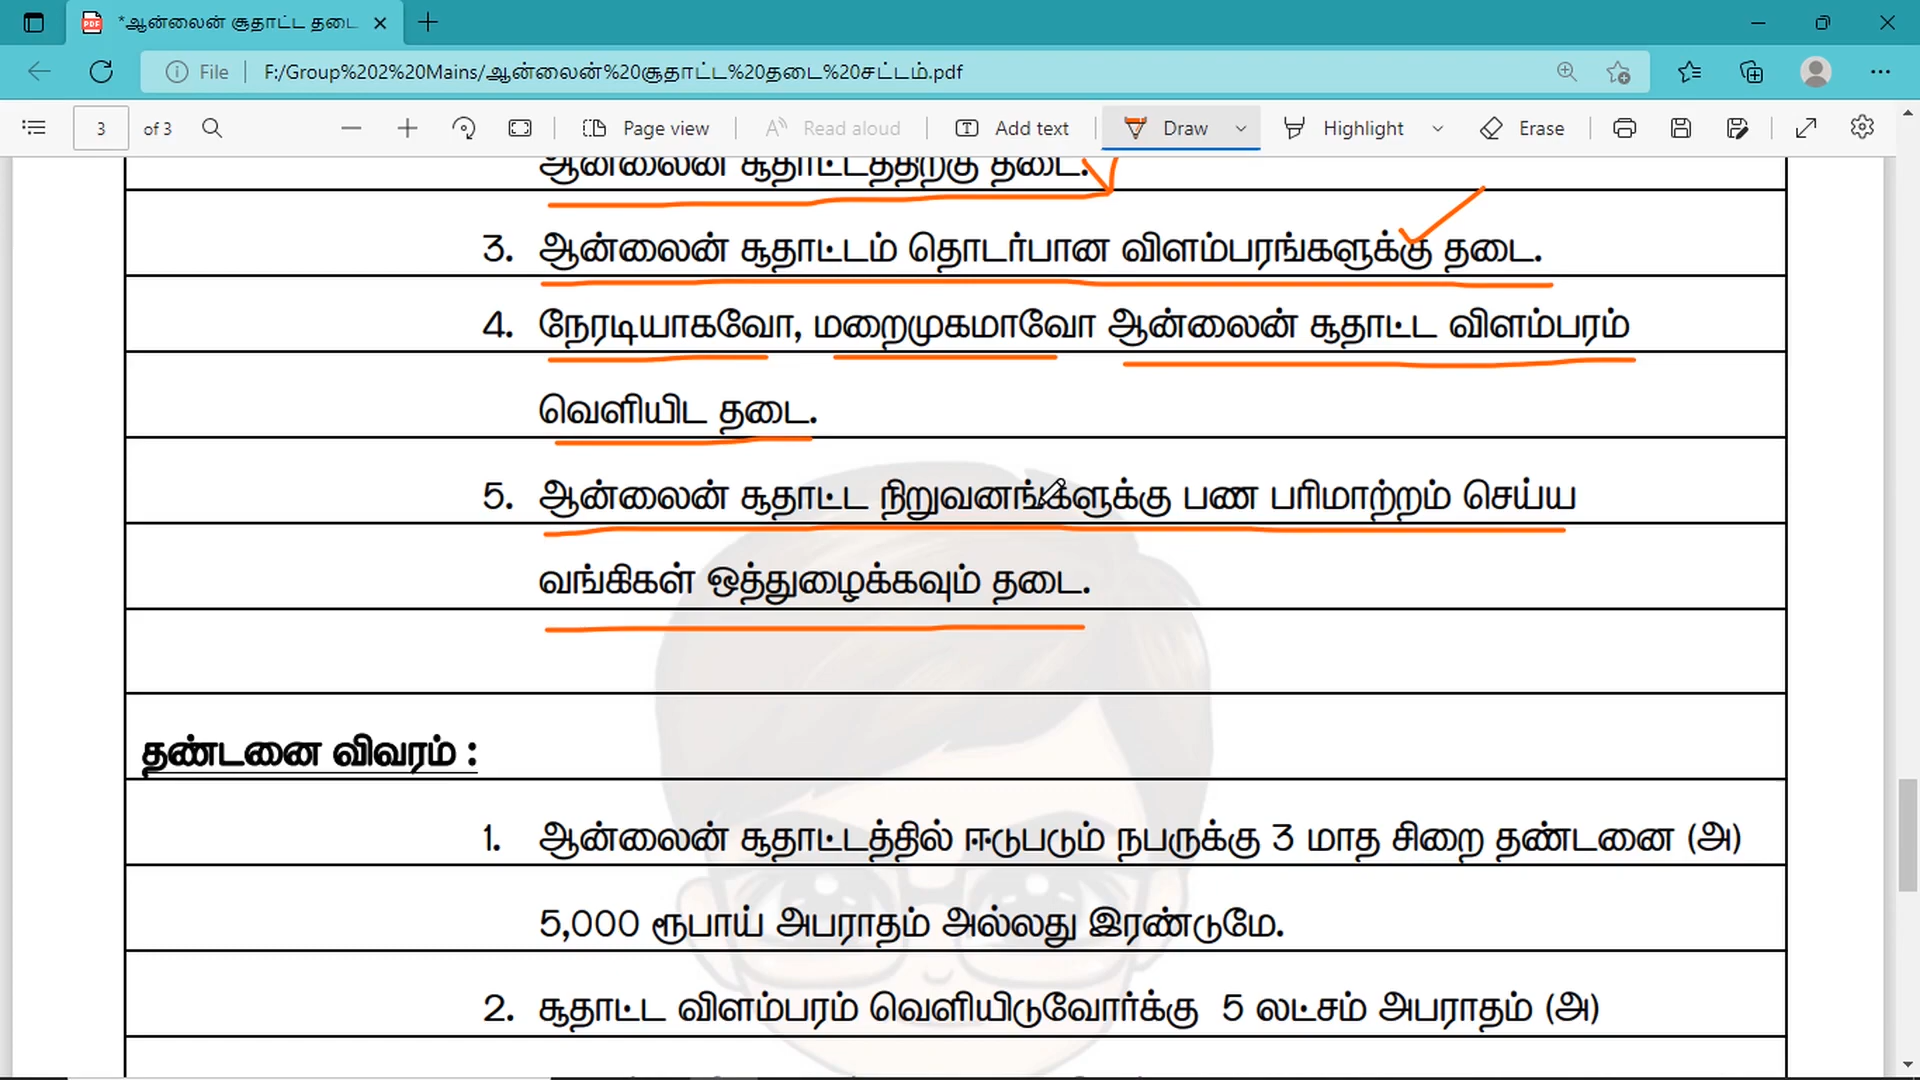 *ஆன்லைன் சூதாட்ட தடை
File F:/Group%202%20Mains/ஆன்லைன்%20சூதாட்ட%20தடை%20சட்டம்.pdf
3 of 3 Page view Read aloud Add text Draw Highlight Erase
ஆன்லைன் சூதாட்டத்திற்கு தடை.
3. ஆன்லைன் சூதாட்டம் தொடர்பான விளம்பரங்களுக்கு தடை.
4. நேரடியாகவோ, மறைமுகமாவோ ஆன்லைன் சூதாட்ட விளம்பரம்
வெளியிட தடை.
5. ஆன்லைன் சூதாட்ட நிறுவனங்களுக்கு பண பரிமாற்றம் செய்ய
வங்கிகள் ஒத்துழைக்கவும் தடை.
தண்டனை விவரம் :
1. ஆன்லைன் சூதாட்டத்தில் ஈடுபடும் நபருக்கு 3 மாத சிறை தண்டனை (அ)
5,000 ரூபாய் அபராதம் அல்லது இரண்டுமே.
2. சூதாட்ட விளம்பரம் வெளியிடுவோர்க்கு 5 லட்சம் அபராதம் (அ)